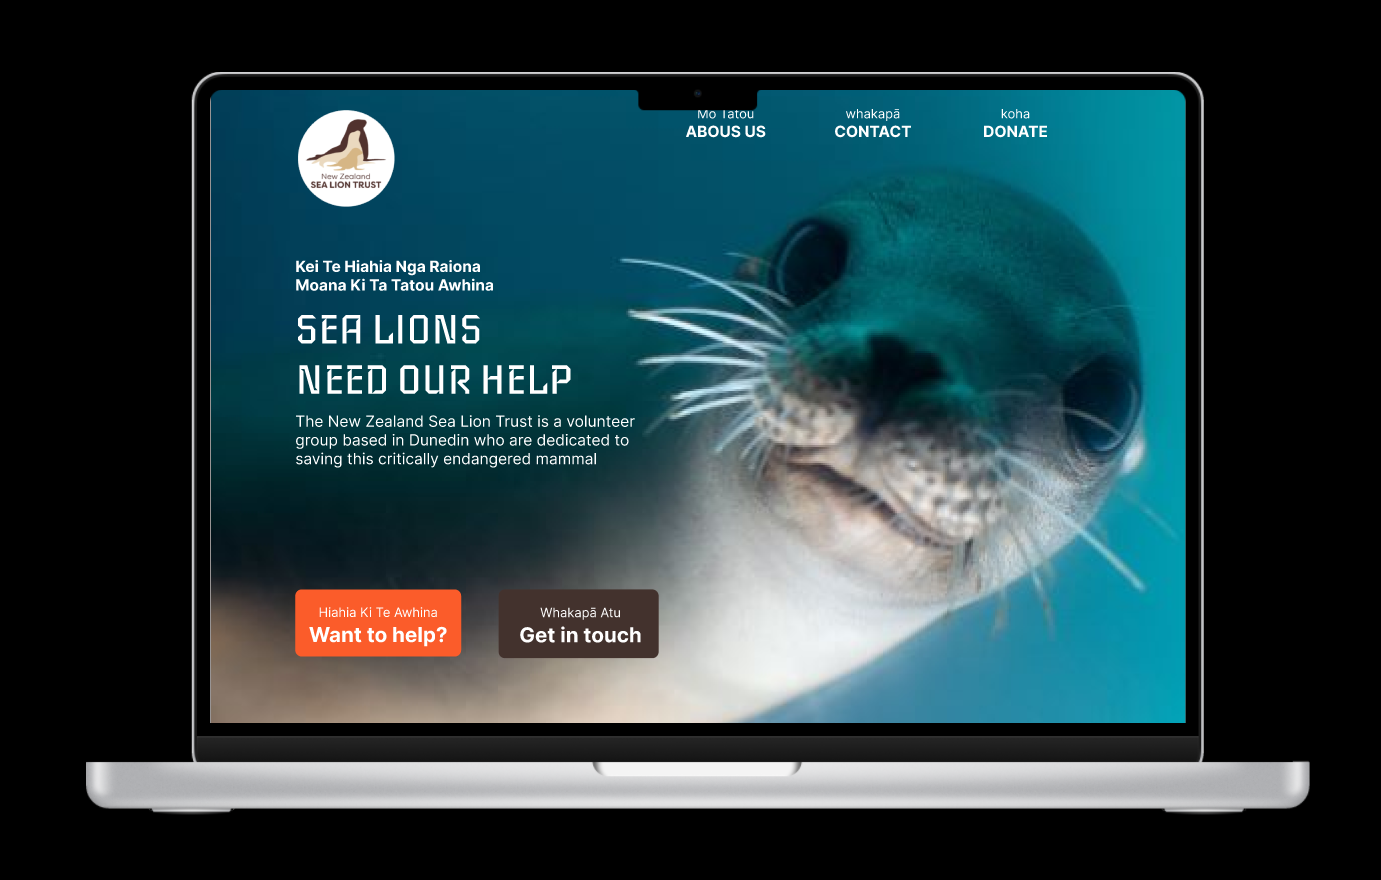 New Zealand
SEA LION TRUST
Mo Tatou
ABOUS US
whakapā
CONTACT
koha
DONATE
Kei Te Hiahia Nga Raiona
Moana Ki Ta Tatou Awhina
SEA LIONS
NEED OUR HELP
The New Zealand Sea Lion Trust is a volunteer
group based in Dunedin who are dedicated to
saving this critically endangered mammal
Hiahia Ki Te Awhina
Want to help?
Whakapā Atu
Get in touch